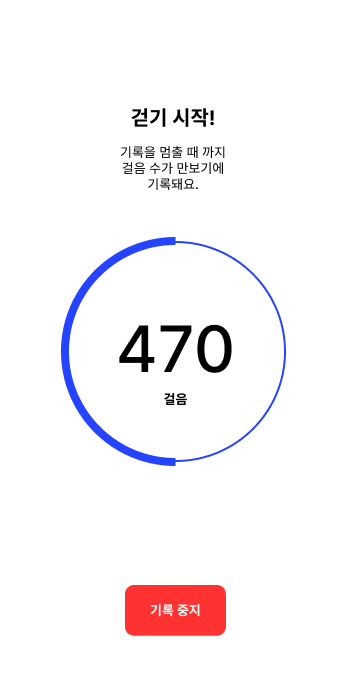 걷기 시작!
기록을 멈출 때 까지
걸음 수가 만보기에
기록돼요.
470
걸음
기록 중지